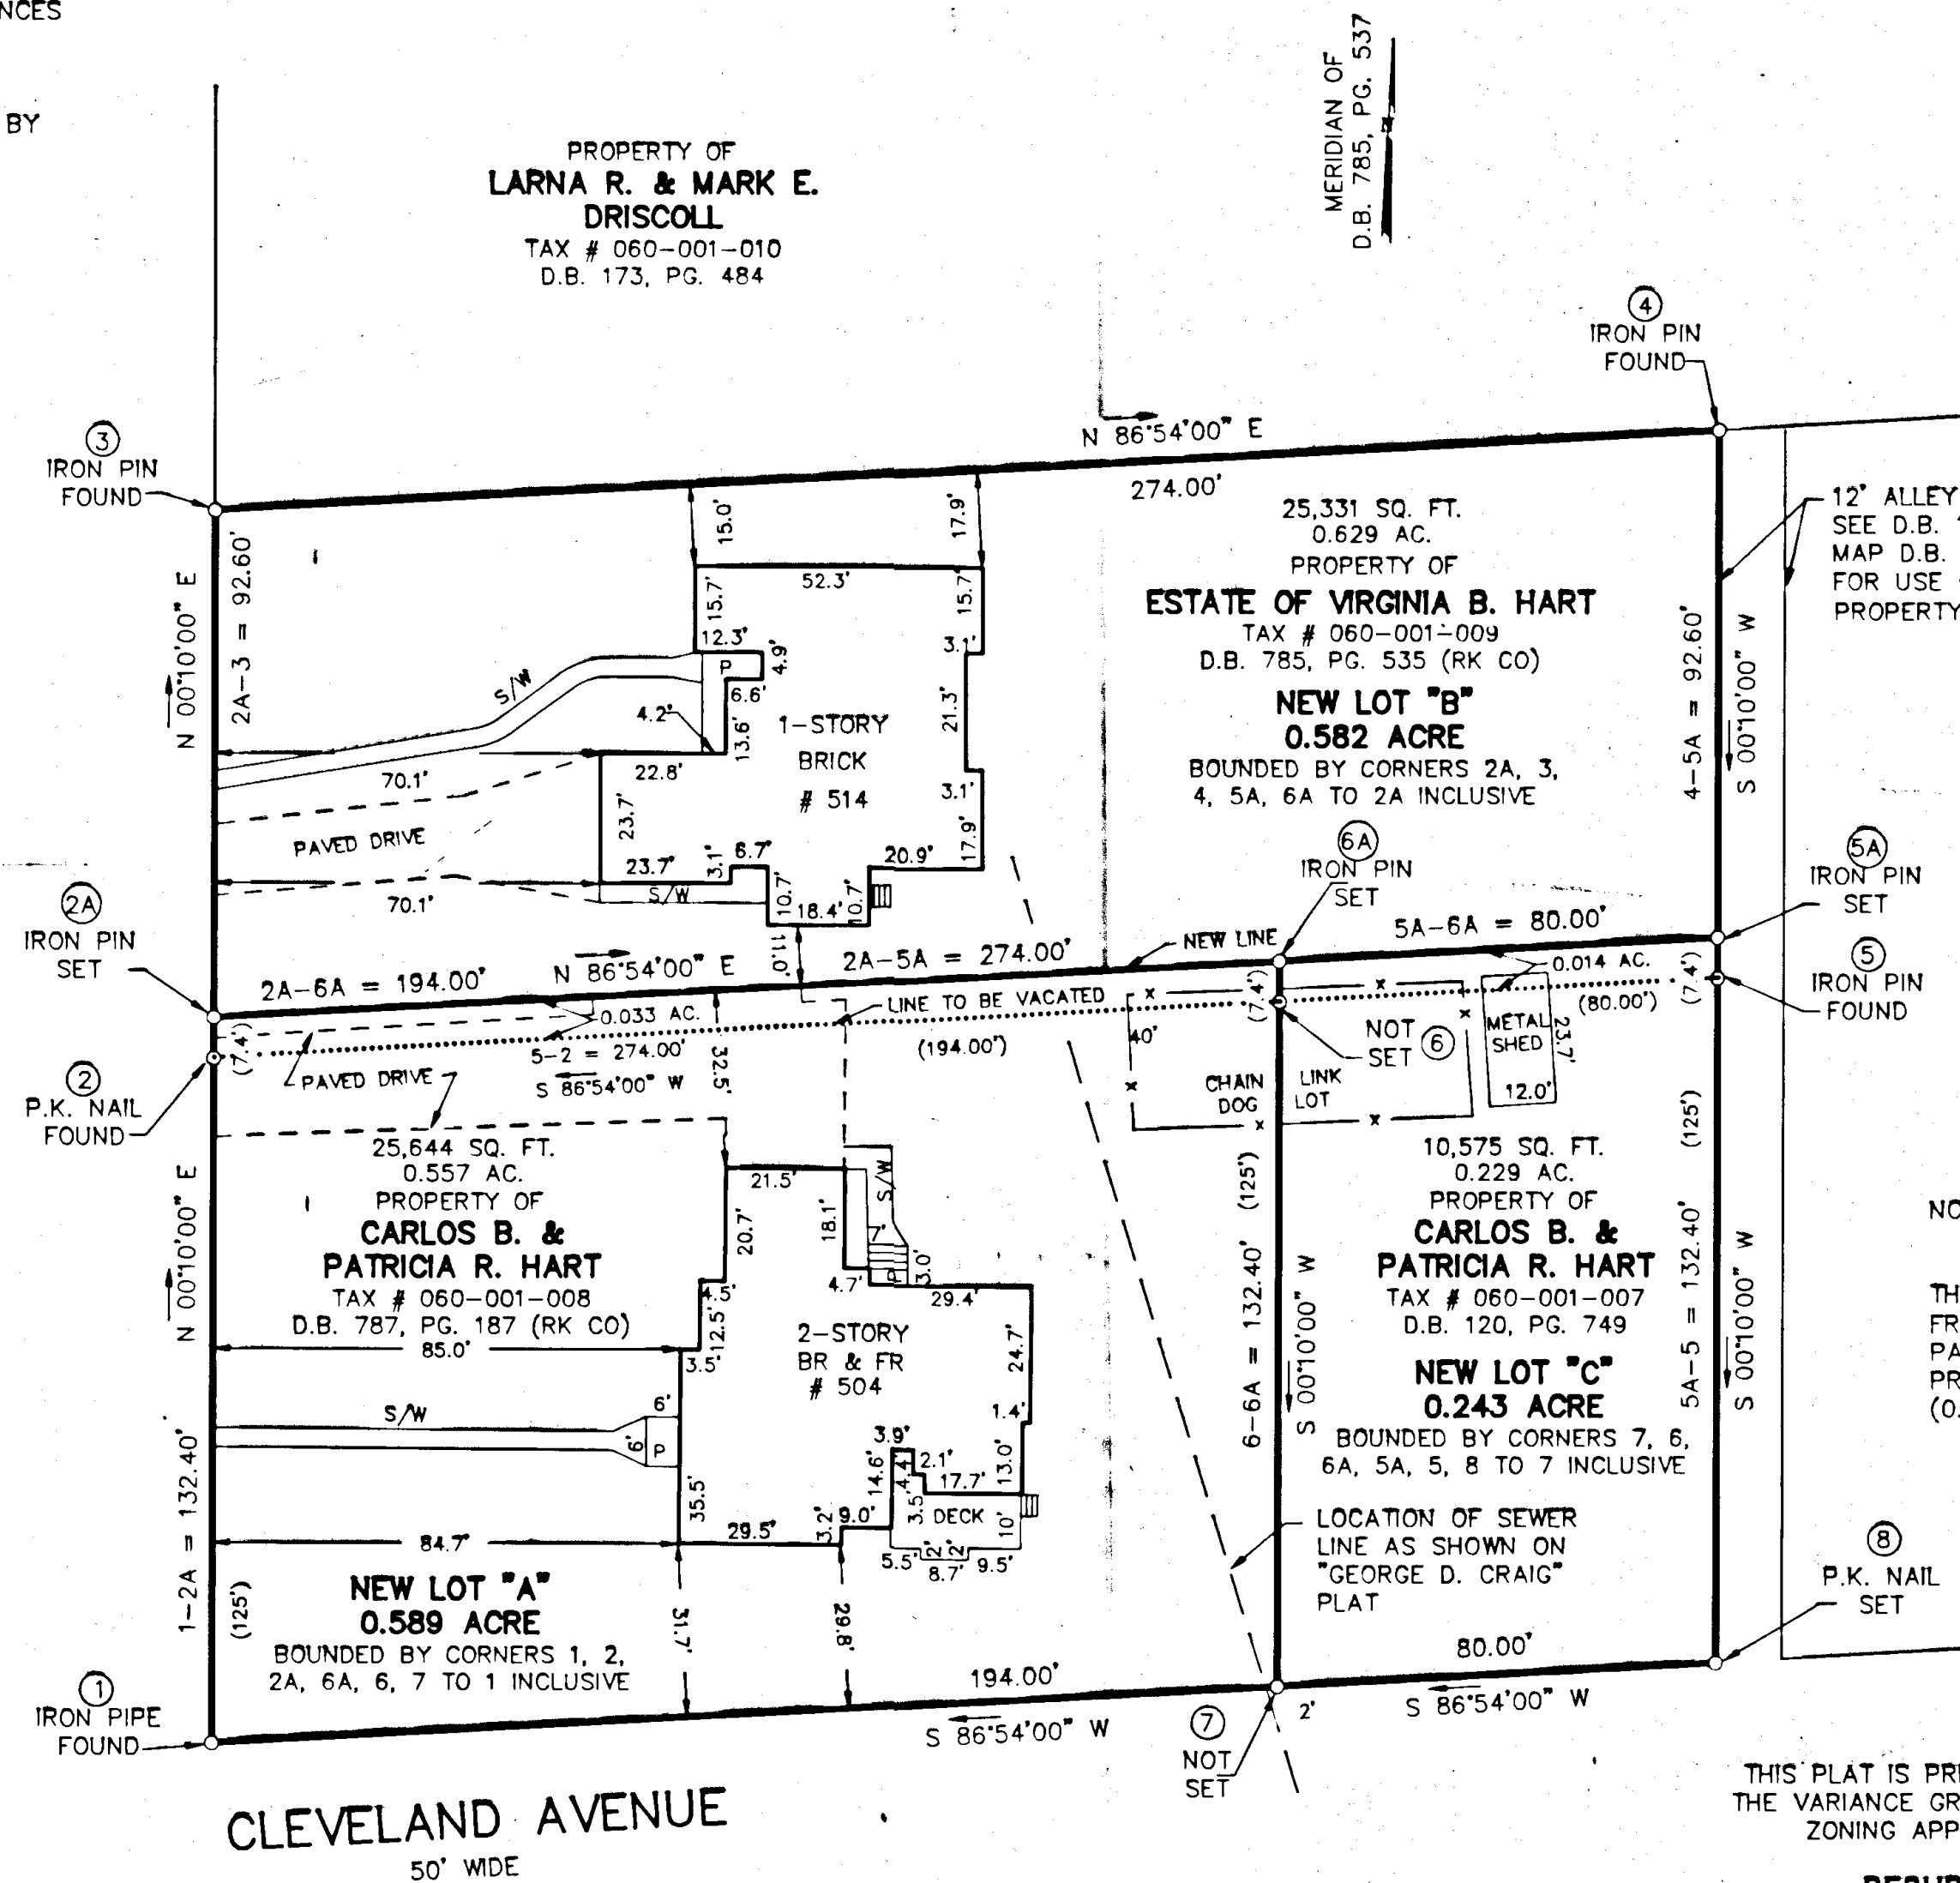 NCES
BY
MERIDIAN OF
D.B. 785, PG. 537
PROPERTY OF
LARNA R. & MARK E.
DRISCOLL
TAX # 060-001-010
D.B. 173, PG. 484
4
IRON PIN
FOUND
3
IRON PIN
FOUND
N 86°54'00" E
274.00'
12' ALLEY
SEE D.B.
MAP D.B.
FOR USE
PROPERTY
25,331 SQ. FT.
0.629 AC.
PROPERTY OF
ESTATE OF VIRGINIA B. HART
TAX # 060-001-009
D.B. 785, PG. 535 (RK CO)
NEW LOT "B"
0.582 ACRE
BOUNDED BY CORNERS 2A, 3,
4, 5A, 6A TO 2A INCLUSIVE
N 00°10'00" E
2A-3 = 92.60'
4-5A = 92.60'
S 00°10'00" W
15.0'
17.9'
52.3'
15.7'
15.7'
12.3'
P
4.9'
3.1'
6.6'
S/W
4.2'
13.6'
21.3'
1-STORY
BRICK
# 514
22.8'
70.1'
23.7'
3.1'
17.9'
PAVED DRIVE
23.7'
3.1'
6.7'
20.9'
70.1'
S/W
10.7'
18.4'
10.7'
11.0'
6A
IRON PIN
SET
5A
IRON PIN
SET
2A
IRON PIN
SET
5
IRON PIN
FOUND
2A-6A = 194.00'
N 86°54'00" E
2A-5A = 274.00'
NEW LINE
5A-6A = 80.00'
0.014 AC.
(7.4')
(80.00')
0.033 AC.
LINE TO BE VACATED
(7.4')
(7.4')
5-2 = 274.00'
S 86°54'00" W
(194.00')
PAVED DRIVE
32.5'
40'
NOT
SET 6
METAL
SHED
23.7'
12.0'
CHAIN LINK
DOG LOT
2
P.K. NAIL
FOUND
25,644 SQ. FT.
0.557 AC.
PROPERTY OF
CARLOS B. &
PATRICIA R. HART
TAX # 060-001-008
D.B. 787, PG. 187 (RK CO)
10,575 SQ. FT.
0.229 AC.
PROPERTY OF
CARLOS B. &
PATRICIA R. HART
TAX # 060-001-007
D.B. 120, PG. 749
NEW LOT "C"
0.243 ACRE
BOUNDED BY CORNERS 7, 6,
6A, 5A, 5, 8 TO 7 INCLUSIVE
N 00°10'00" E
1-2A = 132.40'
(125')
(125')
6-6A = 132.40'
S 00°10'00" W
(125')
5A-5 = 132.40'
S 00°10'00" W
21.5'
20.7'
18.1'
S/W
7'
P
3.0'
4.7'
4.5'
29.4'
12.5'
3.5'
85.0'
2-STORY
BR & FR
# 504
24.7'
S/W
6'
6'
P
1.4'
3.9'
14.6'
4.4'
2.1'
17.7'
13.0'
35.5'
3.5'
DECK
10'
9.0'
3.2'
29.5'
84.7'
5.5'
2'
2'
8.7'
9.5'
31.7'
29.8'
NEW LOT "A"
0.589 ACRE
BOUNDED BY CORNERS 1, 2,
2A, 6A, 6, 7 TO 1 INCLUSIVE
LOCATION OF SEWER
LINE AS SHOWN ON
"GEORGE D. CRAIG"
PLAT
NO
TH
FR
PA
PR
(0.
8
P.K. NAIL
SET
1
IRON PIPE
FOUND
194.00'
S 86°54'00" W
80.00'
S 86°54'00" W
2'
7
NOT
SET
CLEVELAND AVENUE
50' WIDE
THIS PLAT IS PR
THE VARIANCE GR
ZONING APP